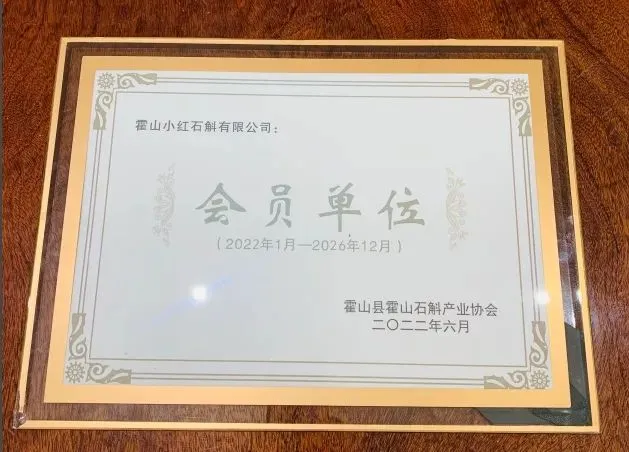 霍山小红石斛有限公司：
会员单位
（2022年1月—2026年12月）
霍山县霍山石斛产业协会
二〇二二年六月